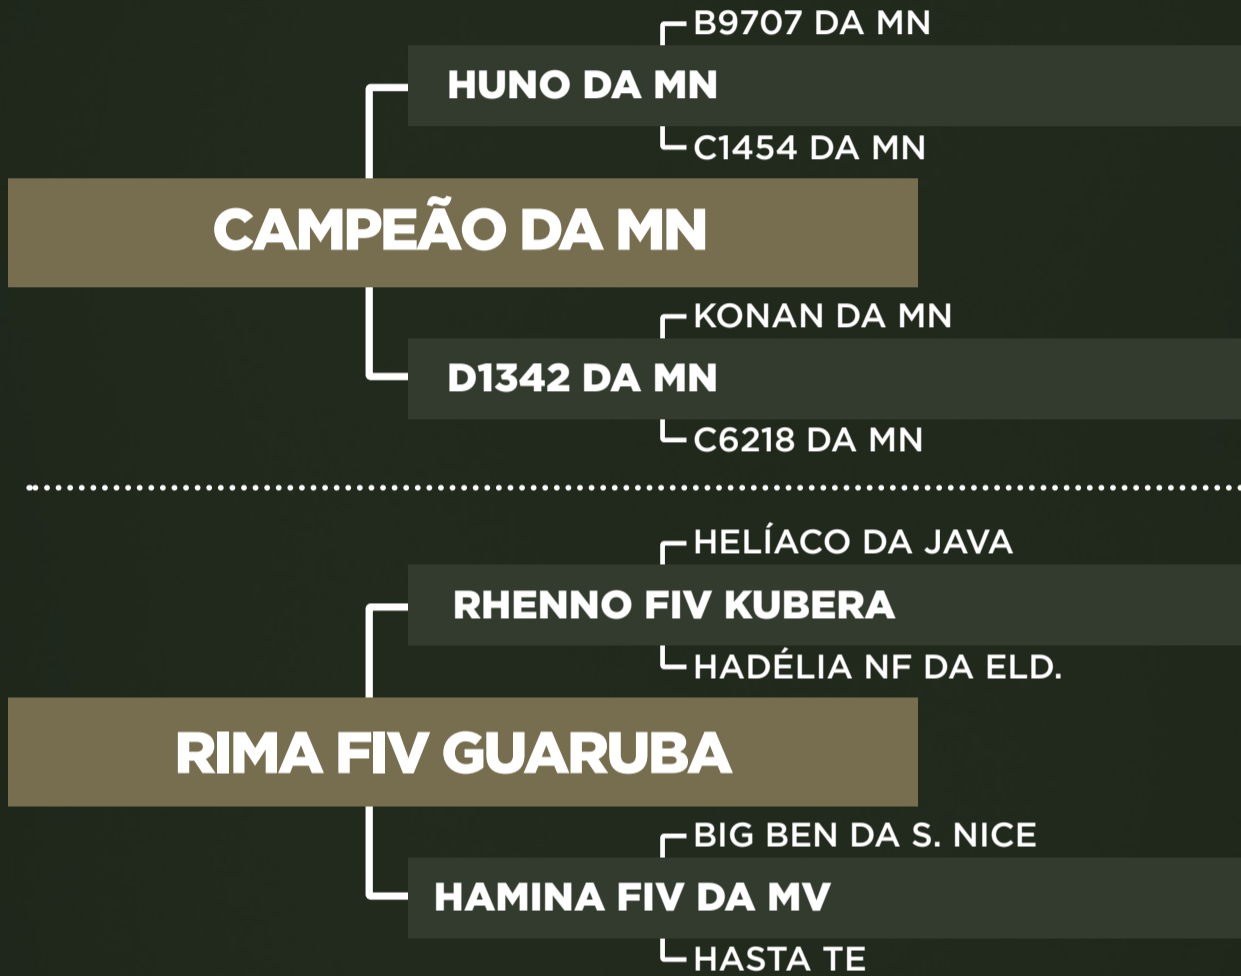 B9707 DA MN
HUNO DA MN
C1454 DA MN
CAMPEÃO DA MN
KONAN DA MN
D1342 DA MN
C6218 DA MN
HELÍACO DA JAVA
RHENNO FIV KUBERA
HADÉLIA NF DA ELD.
RIMA FIV GUARUBA
BIG BEN DA S. NICE
HAMINA FIV DA MV
HASTA TE